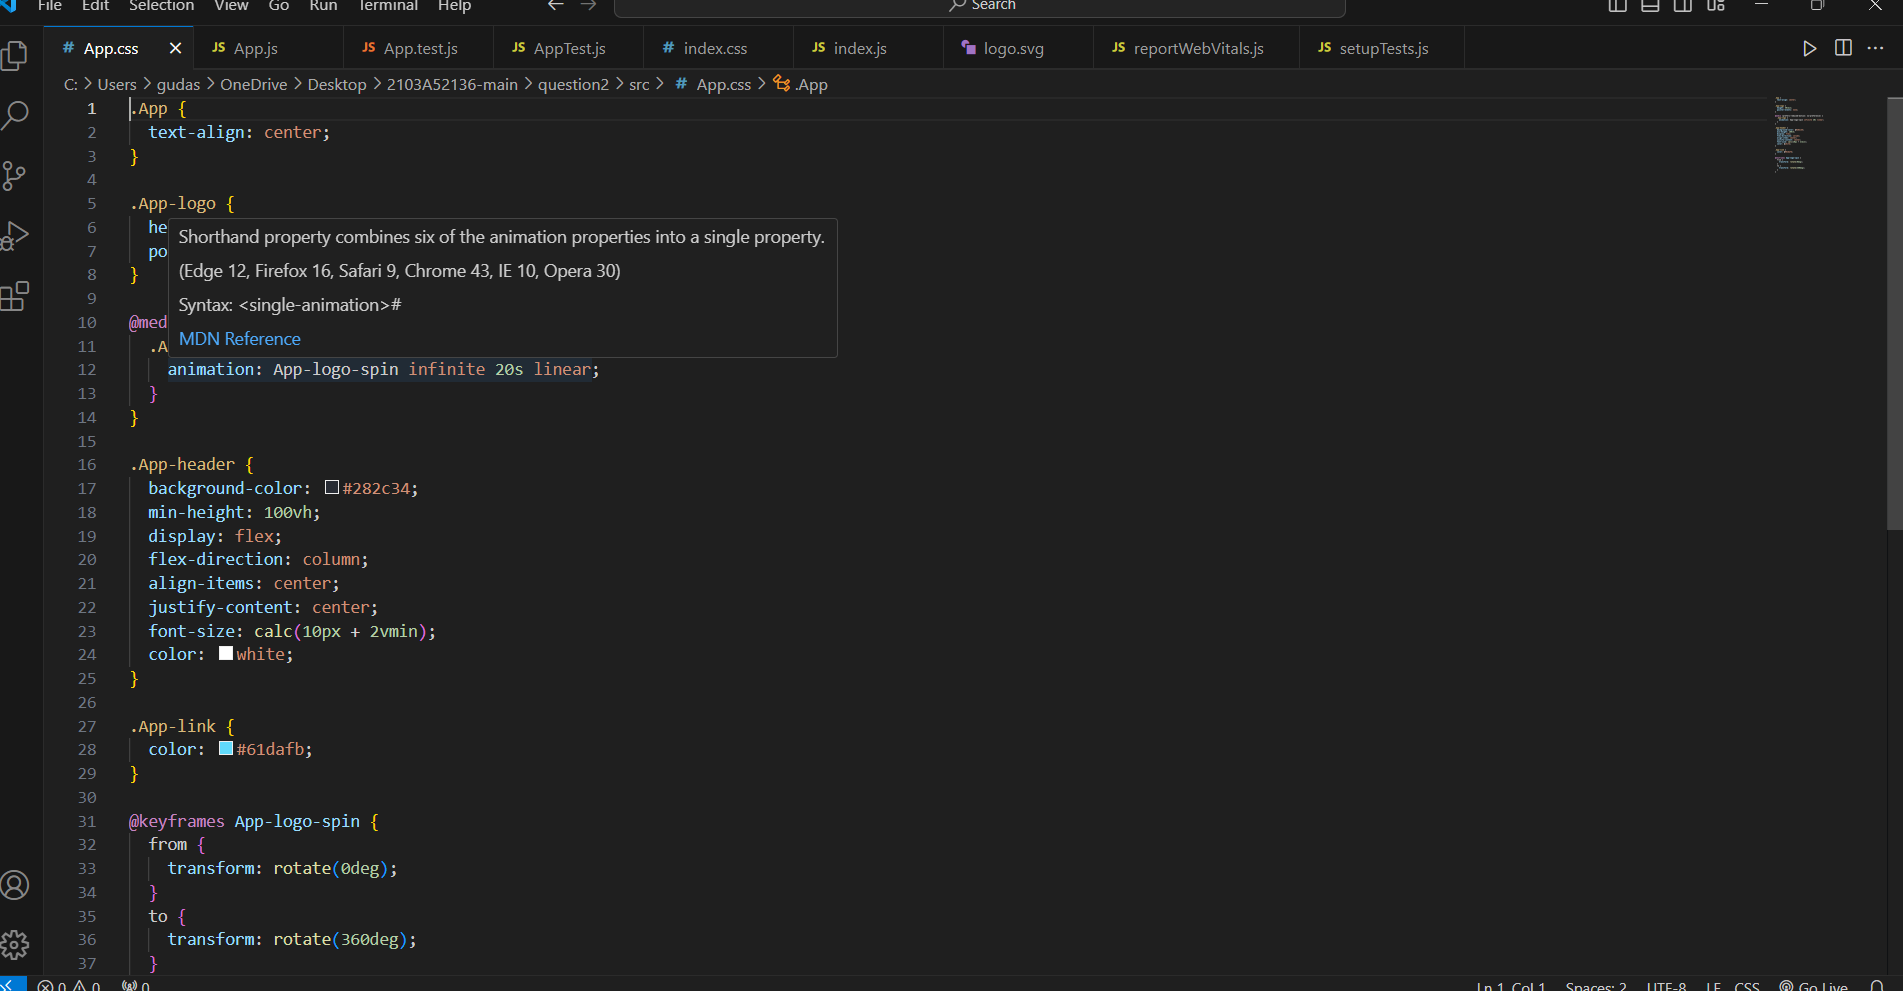 File Edit Selection View Go Run Terminal Help Search
# App.css JS App.js JS App.test.js JS AppTest.js # index.css JS index.js logo.svg JS reportWebVitals.js JS setupTests.js
C: > Users > gudas > OneDrive > Desktop > 2103A52136-main > question2 > src > # App.css > .App
1 .App {
2 text-align: center;
3 }
4
5 .App-logo {
6 he
Shorthand property combines six of the animation properties into a single property.
7 po
(Edge 12, Firefox 16, Safari 9, Chrome 43, IE 10, Opera 30)
8 }
9
Syntax: <single-animation>#
10 @med
MDN Reference
11 .A
12 animation: App-logo-spin infinite 20s linear;
13 }
14 }
15
16 .App-header {
17 background-color: #282c34;
18 min-height: 100vh;
19 display: flex;
20 flex-direction: column;
21 align-items: center;
22 justify-content: center;
23 font-size: calc(10px + 2vmin);
24 color: white;
25 }
26
27 .App-link {
28 color: #61dafb;
29 }
30
31 @keyframes App-logo-spin {
32 from {
33 transform: rotate(0deg);
34 }
35 to {
36 transform: rotate(360deg);
37 }
0 0 0 Ln 1, Col 1 Spaces: 2 UTF-8 LF CSS Go Live